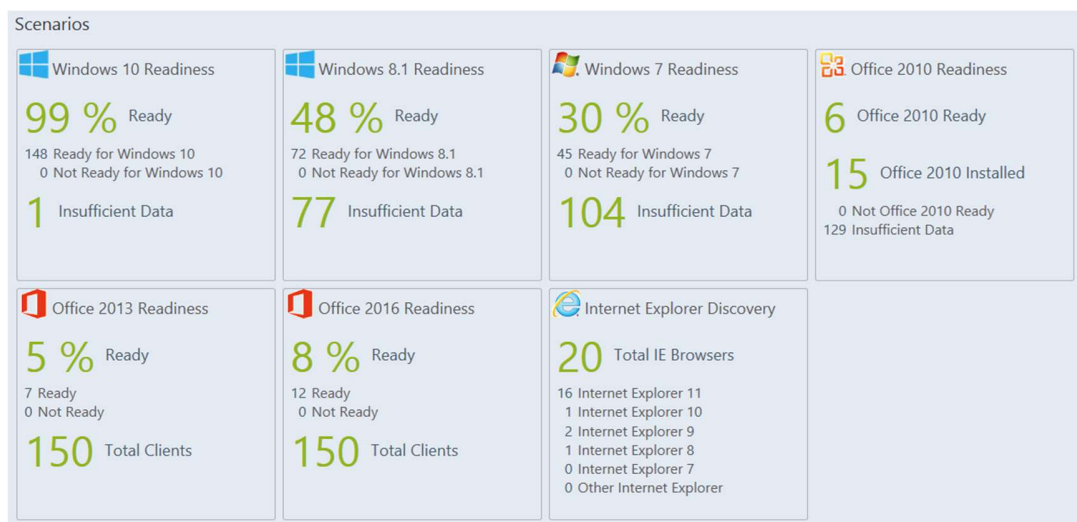 Scenarios
Windows 10 Readiness
99 % Ready
148 Ready for Windows 10
0 Not Ready for Windows 10
1 Insufficient Data
Windows 8.1 Readiness
48 % Ready
72 Ready for Windows 8.1
0 Not Ready for Windows 8.1
77 Insufficient Data
Windows 7 Readiness
30 % Ready
45 Ready for Windows 7
0 Not Ready for Windows 7
104 Insufficient Data
Office 2010 Readiness
6 Office 2010 Ready
15 Office 2010 Installed
0 Not Office 2010 Ready
129 Insufficient Data
Office 2013 Readiness
5 % Ready
7 Ready
0 Not Ready
150 Total Clients
Office 2016 Readiness
8 % Ready
12 Ready
0 Not Ready
150 Total Clients
Internet Explorer Discovery
20 Total IE Browsers
16 Internet Explorer 11
1 Internet Explorer 10
2 Internet Explorer 9
1 Internet Explorer 8
0 Internet Explorer 7
0 Other Internet Explorer